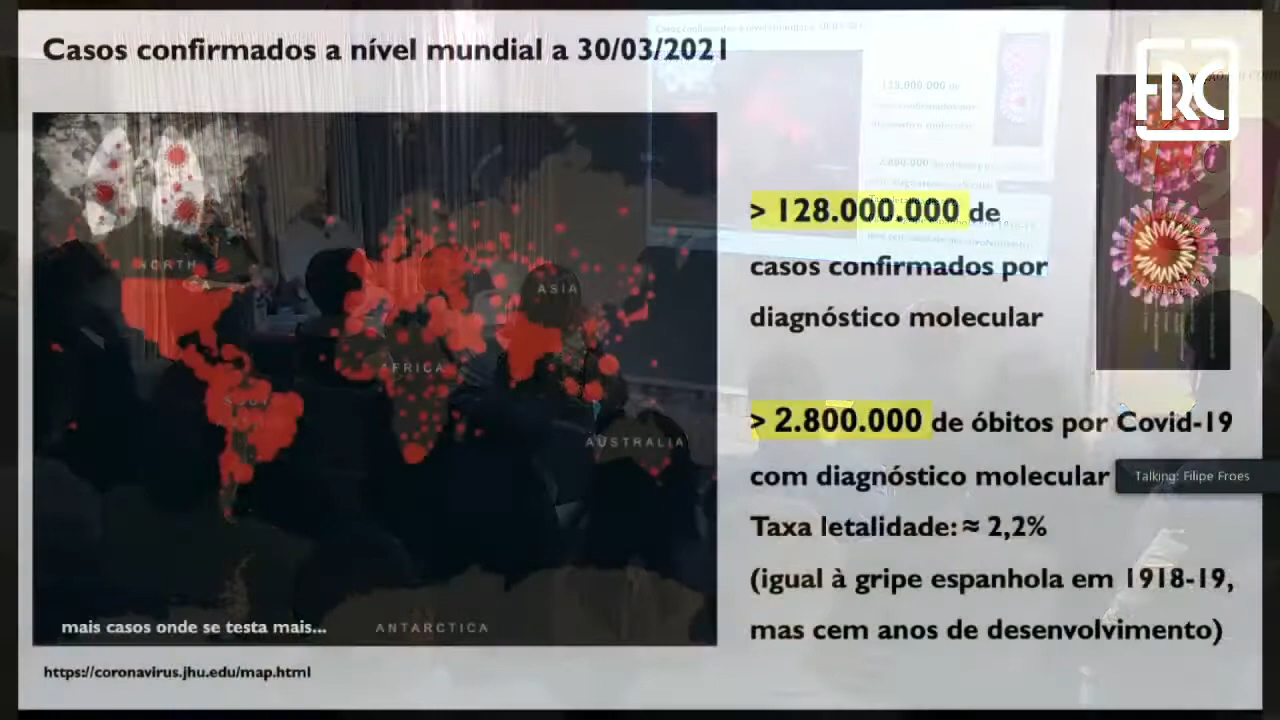 Casos confirmados a nível mundial a 30/03/2021
FRC
> 128.000.000 de
casos confirmados por
diagnóstico molecular
> 2.800.000 de óbitos por Covid-19
com diagnóstico molecular
Talking: Filipe Froes
Taxa letalidade: ≈ 2,2%
(igual à gripe espanhola em 1918-19,
mas cem anos de desenvolvimento)
NORTH
ASIA
AFRICA
AUSTRALIA
ANTARCTICA
mais casos onde se testa mais...
https://coronavirus.jhu.edu/map.html